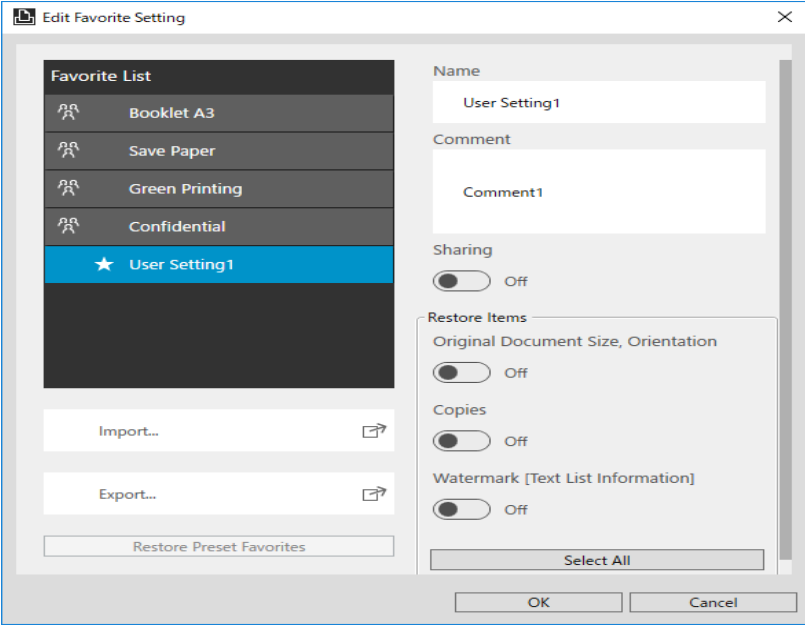 Edit Favorite Setting
Favorite List
Booklet A3
Save Paper
Green Printing
Confidential
User Setting1
Import...
Export...
Restore Preset Favorites
Name
User Setting1
Comment
Comment1
Sharing
Off
Restore Items
Original Document Size, Orientation
Off
Copies
Off
Watermark [Text List Information]
Off
Select All
OK
Cancel